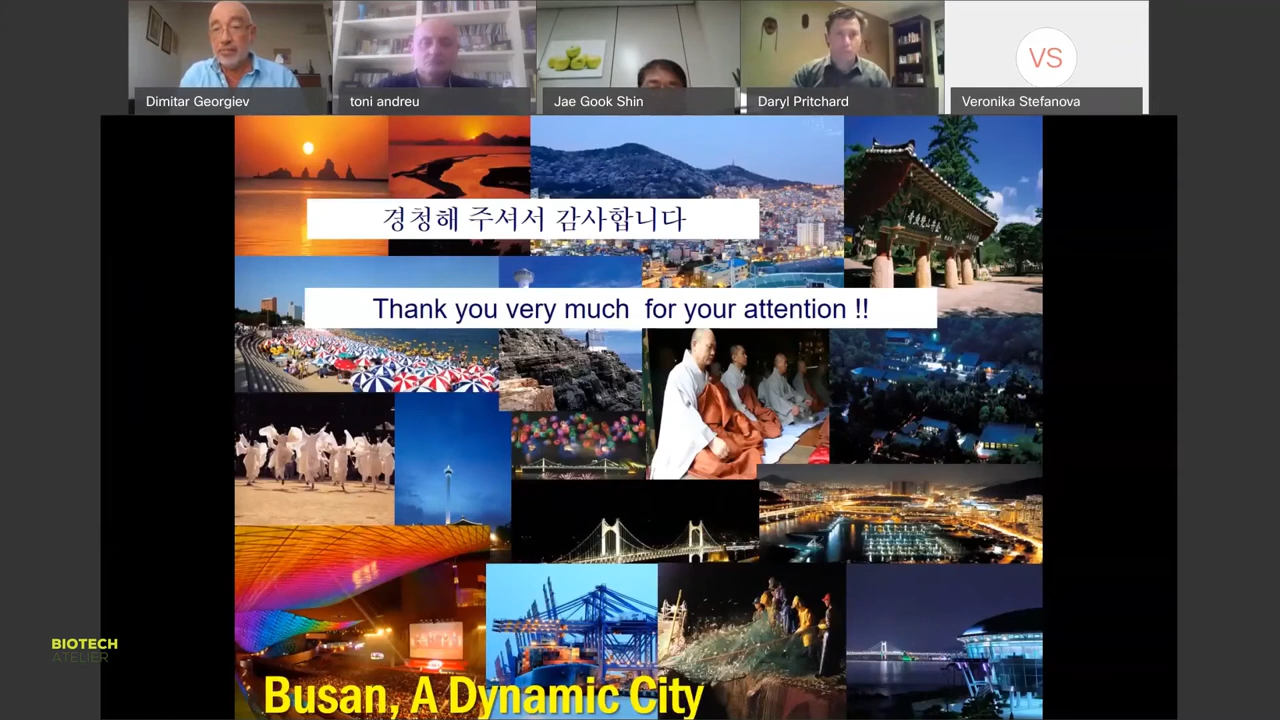 VS
Dimitar Georgiev
toni andreu
Jae Gook Shin
Daryl Pritchard
Veronika Stefanova
경청해 주셔서 감사합니다
Thank you very much for your attention !!
BIOTECH
ATELIER
Busan, A Dynamic City